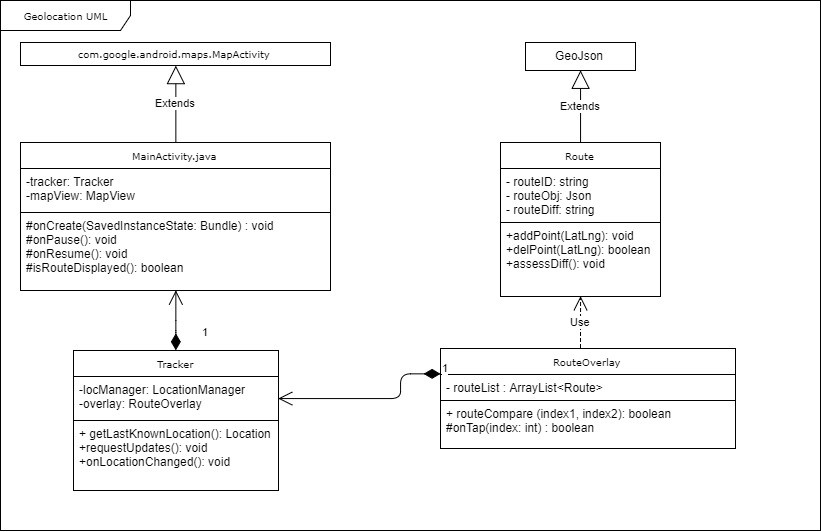 Geolocation UML
com.google.android.maps.MapActivity
GeoJson
Extends
Extends
MainActivity.java
-tracker: Tracker
-mapView: MapView
#onCreate(SavedInstanceState: Bundle) : void
#onPause(): void
#onResume(): void
#isRouteDisplayed(): boolean
Route
- routeID: string
- routeObj: Json
- routeDiff: string
+addPoint(LatLng): void
+delPoint(LatLng): boolean
+assessDiff(): void
1
Use
Tracker
-locManager: LocationManager
-overlay: RouteOverlay
+ getLastKnownLocation(): Location
+requestUpdates(): void
+onLocationChanged(): void
1
RouteOverlay
- routeList : ArrayList<Route>
+ routeCompare (index1, index2): boolean
#onTap(index: int) : boolean